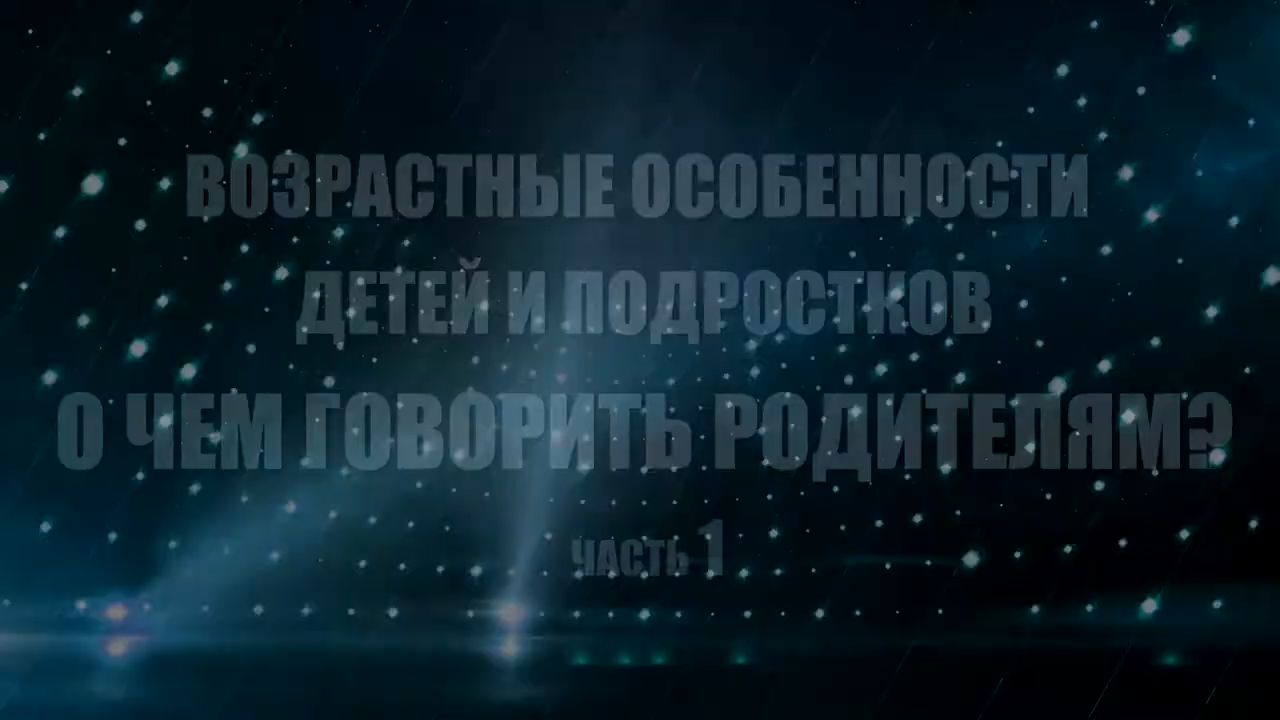 ВОЗРАСТНЫЕ ОСОБЕННОСТИ
ДЕТЕЙ И ПОДРОСТКОВ
О ЧЕМ ГОВОРИТЬ РОДИТЕЛЯМ?
ЧАСТЬ 1